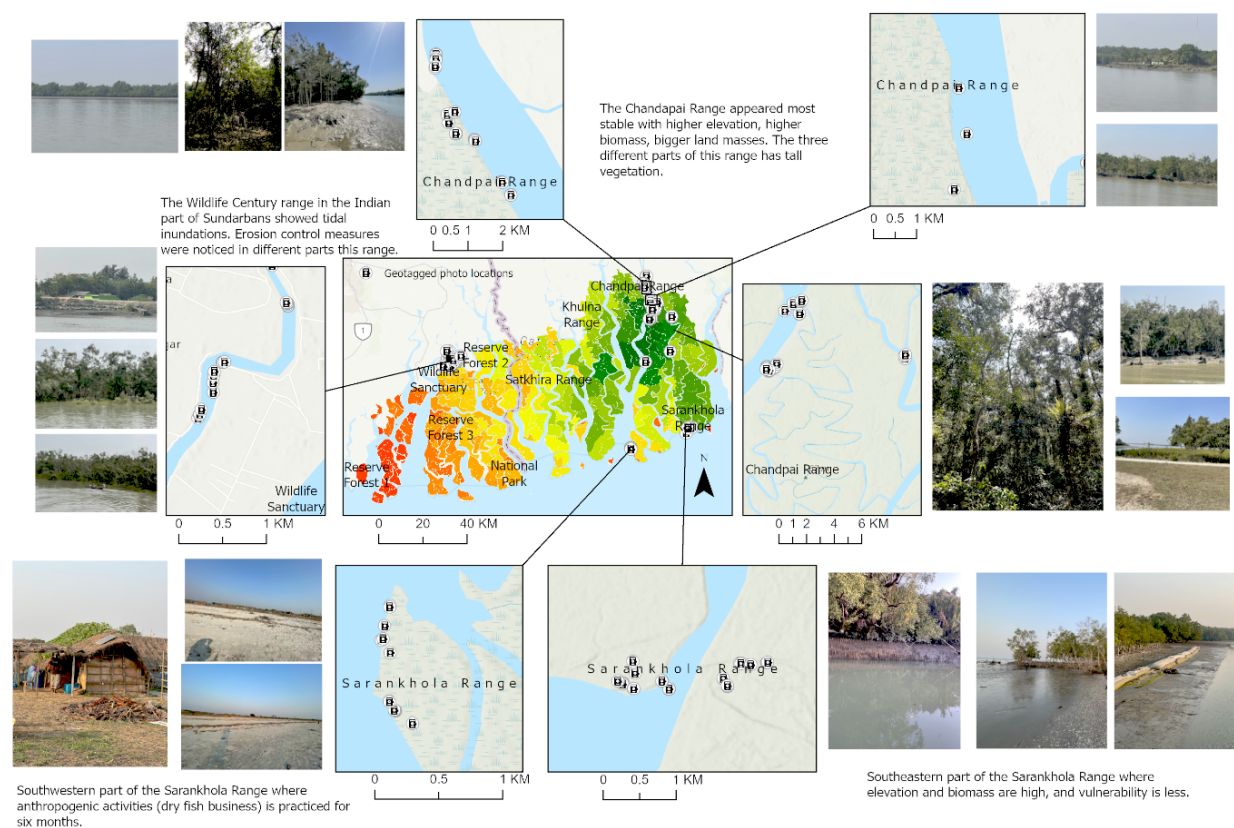 Chandpai Range
0 0.5 1 2 KM
The Chandapai Range appeared most
stable with higher elevation, higher
biomass, bigger land masses. The three
different parts of this range has tall
vegetation.
Chandpai Range
0 0.5 1 KM
The Wildlife Century range in the Indian
part of Sundarbans showed tidal
inundations. Erosion control measures
were noticed in different parts this range.
a
gar
Wildlife
Sanctuary
0 0.5 1 KM
Geotagged photo locations
1
Chandpai Range
Khulna
Range
Reserve
Forest 2
Wildlife
Sanctuary
Satkhira Range
Reserve
Forest 3
Sarankhola
Range
Reserve
Forest 1
National
Park
N
0 20 40 KM
Chandpai Range
0 1 2 4 6 KM
Sarankhola Range
0 0.5 1 KM
Sarankhola Range
0 0.5 1 KM
Southwestern part of the Sarankhola Range where
anthropogenic activities (dry fish business) is practiced for
six months.
Southeastern part of the Sarankhola Range where
elevation and biomass are high, and vulnerability is less.